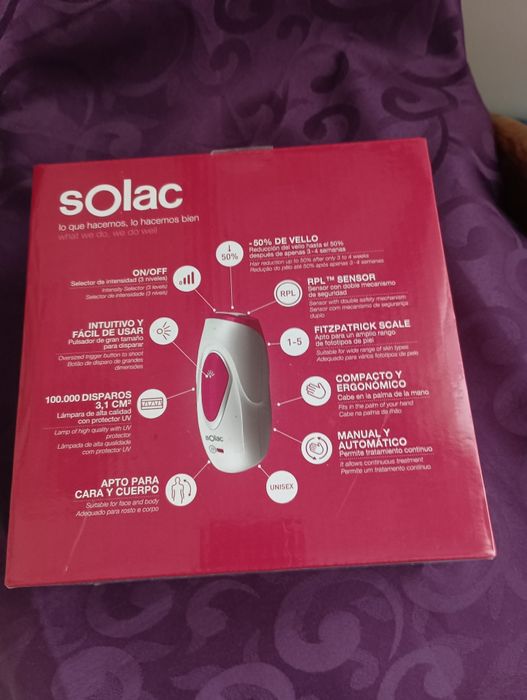 solac
lo que hacemos, lo hacemos bien
what we do, we do well
50%
- 50% DE VELLO
Reducción del vello hasta el 50%
después de apenas 3 - 4 semanas
Hair reduction up to 50% after only 3 to 4 weeks
Redução do pêlo até 50% após apenas 3 - 4 semanas
ON/OFF
Selector de intensidad (3 niveles)
Intensity Selector (3 levels)
Selector de intensidade (3 níveis)
RPL
RPL™ SENSOR
Sensor con doble mecanismo
de seguridad
Sensor with double safety mechanism
Sensor com mecanismo de segurança
duplo
INTUITIVO Y
FÁCIL DE USAR
Pulsador de gran tamaño
para disparar
Oversized trigger button to shoot
Botão de disparo de grandes
dimensões
1-5
FITZPATRICK SCALE
Apto para un amplio rango
de fototipos de piel
Suitable for wide range of skin types
Adequado para vários fototipos de pele
100.000 DISPAROS
3,1 CM²
Lámpara de alta calidad
con protector UV
Lamp of high quality with UV
protector
Lâmpada de alta qualidade
com protector UV
COMPACTO Y
ERGONÓMICO
Cabe en la palma de la mano
Fits in the palm of your hand
Cabe na palma da mão
solac
MANUAL Y
AUTOMÁTICO
Permite tratamiento continuo
It allows continuous treatment
Permite um tratamento continuo
APTO PARA
CARA Y CUERPO
Suitable for face and body
Adequado para rosto e corpo
UNISEX